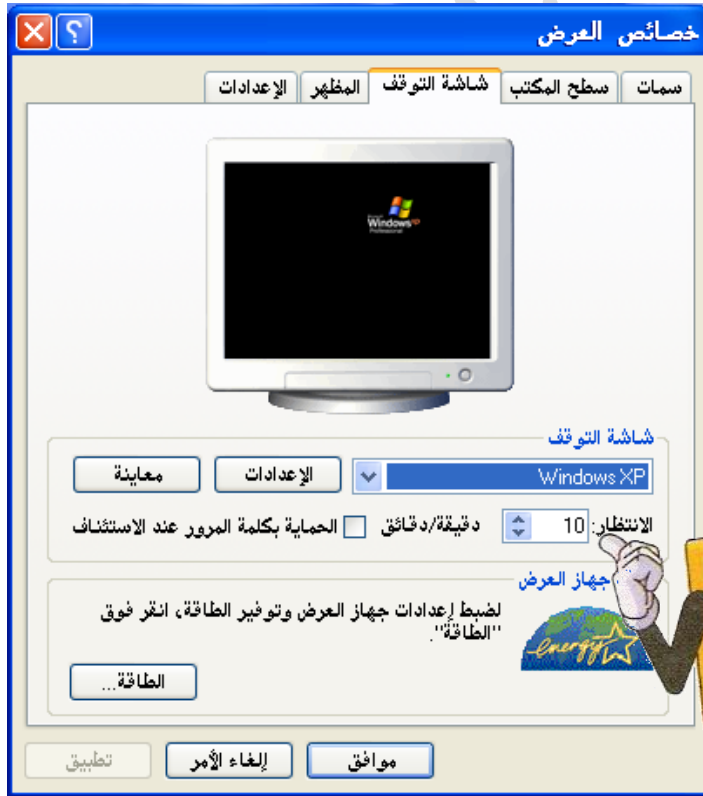 خصائص العرض
سمات
سطح المكتب
شاشة التوقف
المظهر
الإعدادات
Windows xp
Professional
شاشة التوقف
Windows XP
الإعدادات
معاينة
الانتظار: 10 دقيقة/دقائق الحماية بكلمة المرور عند الاستئناف
جهاز العرض
لضبط إعدادات جهاز العرض وتوفير الطاقة، انقر فوق
"الطاقة".
energy
الطاقة...
موافق
إلغاء الأمر
تطبيق